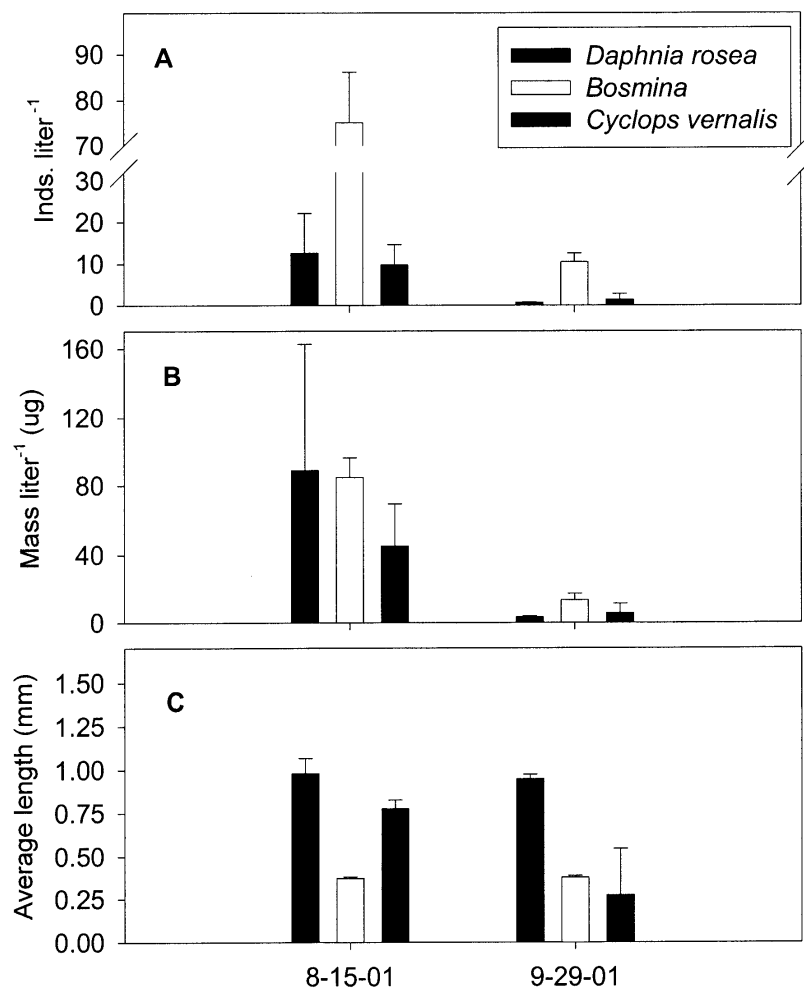 A
Daphnia rosea
Bosmina
Cyclops vernalis
Inds. liter-1
90
80
70
30
20
10
0
B
Mass liter-1 (ug)
160
120
80
40
0
C
Average length (mm)
1.50
1.25
1.00
0.75
0.50
0.25
0.00
8-15-01
9-29-01